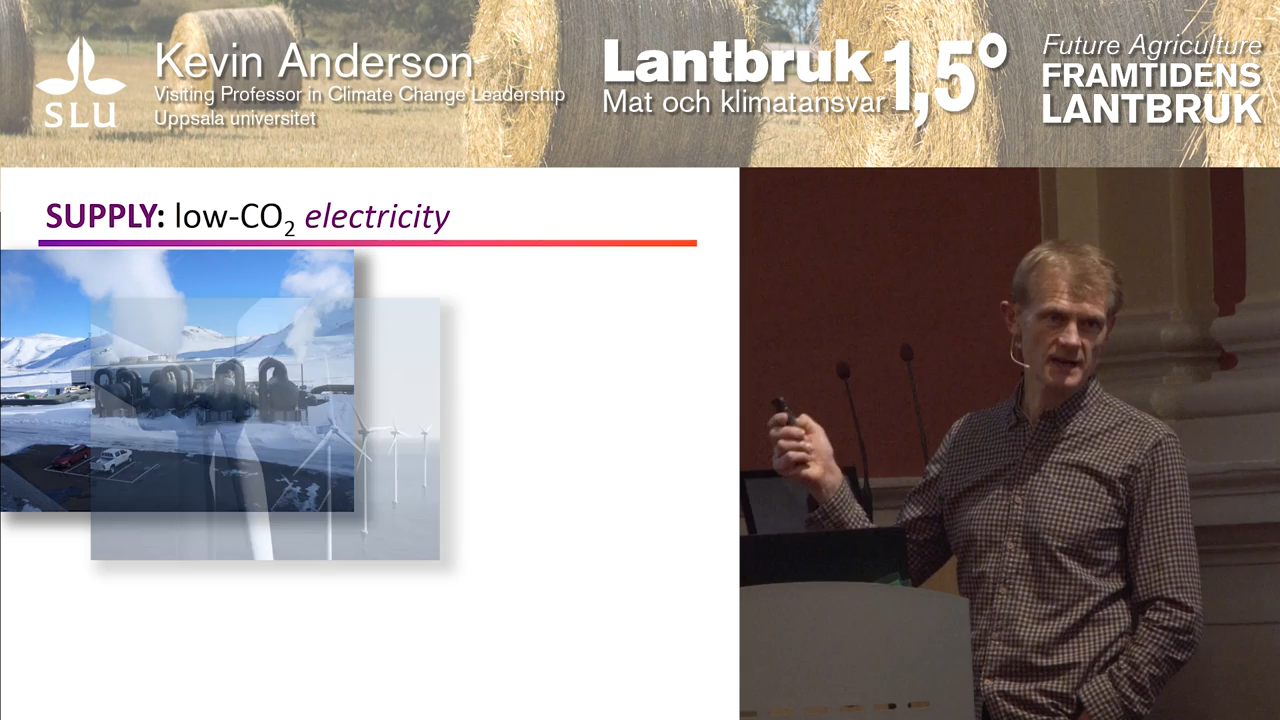 SLU
Kevin Anderson
Visiting Professor in Climate Change Leadership
Uppsala universitet
Lantbruk 1,5°
Mat och klimatansvar
Future Agriculture
FRAMTIDENS
LANTBRUK
SUPPLY: low-CO₂ electricity